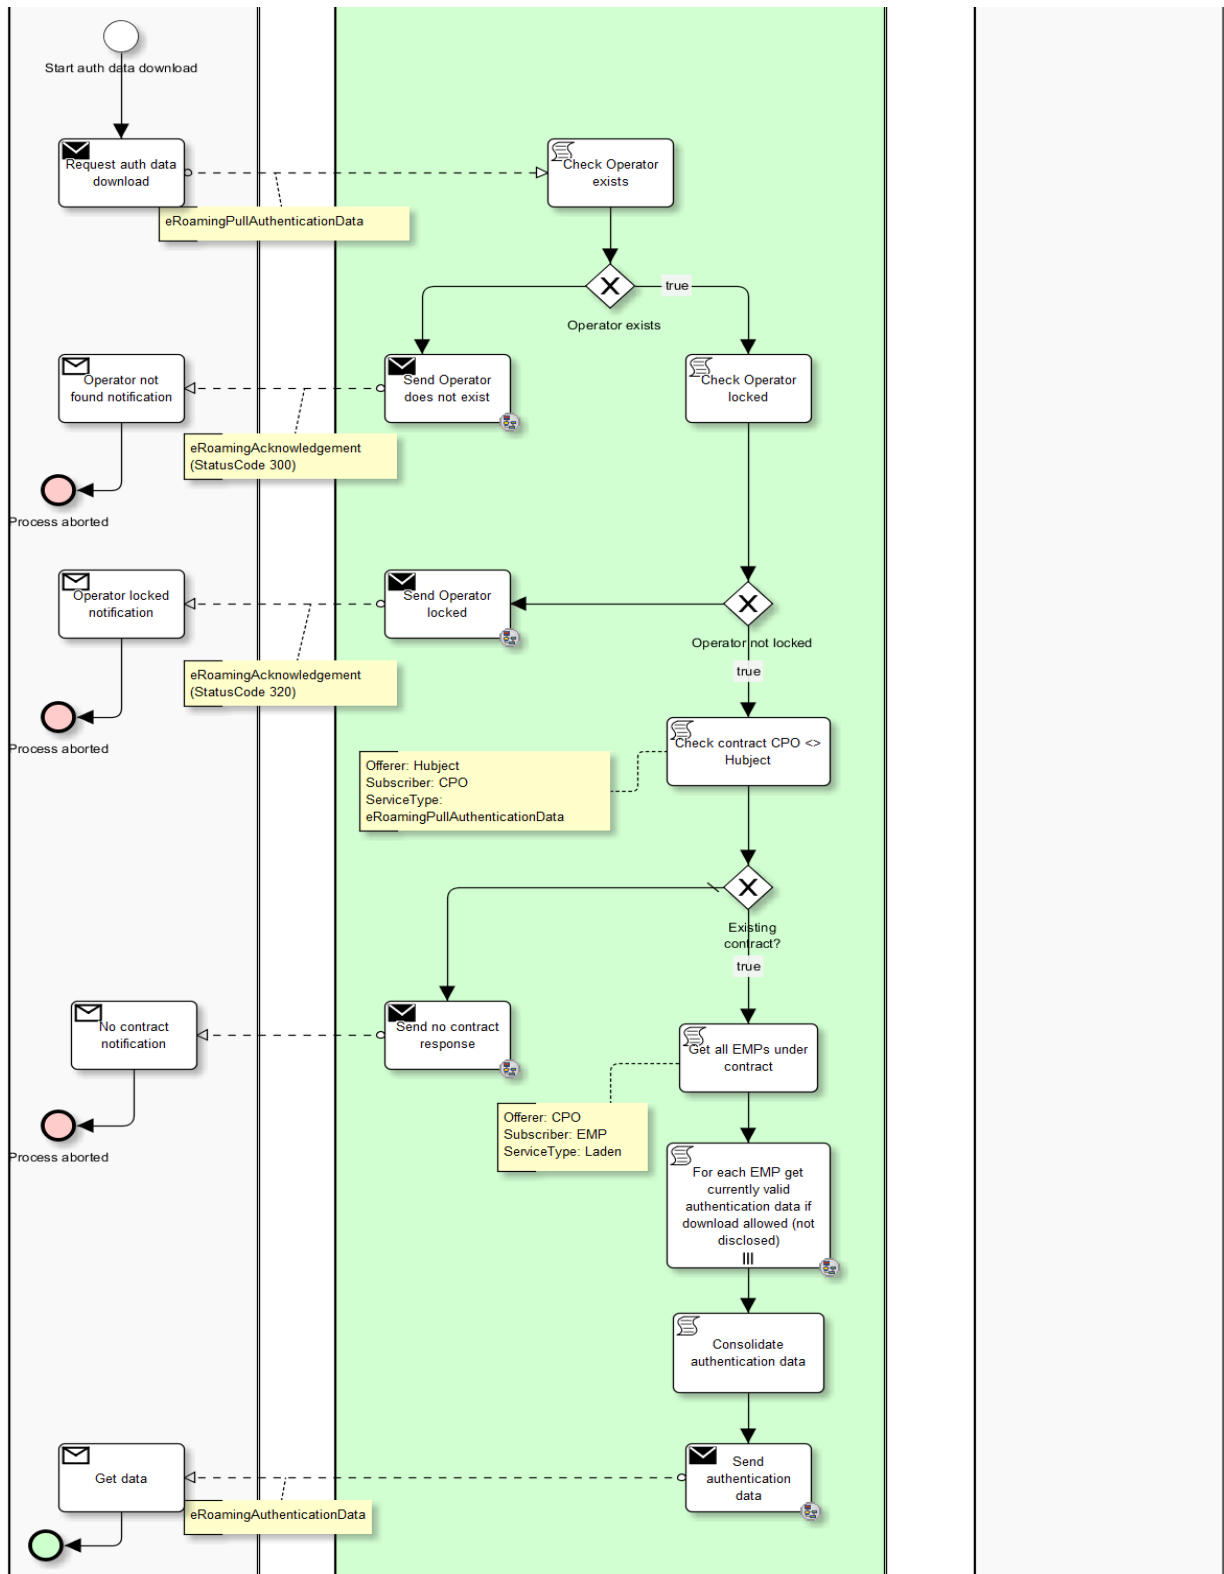 Start auth data download
Request auth data
download
Check Operator
exists
eRoamingPullAuthenticationData
true
Operator exists
Operator not
found notification
Send Operator
does not exist
Check Operator
locked
eRoamingAcknowledgement
(StatusCode 300)
Process aborted
Operator locked
notification
Send Operator
locked
Operator not locked
true
eRoamingAcknowledgement
(StatusCode 320)
Process aborted
Check contract CPO <>
Hubject
Offerer: Hubject
Subscriber: CPO
ServiceType:
eRoamingPullAuthenticationData
Existing
contract?
true
No contract
notification
Send no contract
response
Get all EMPs under
contract
Offerer: CPO
Subscriber: EMP
ServiceType: Laden
Process aborted
For each EMP get
currently valid
authentication data if
download allowed (not
disclosed)
Consolidate
authentication data
Get data
Send
authentication
data
eRoamingAuthenticationData